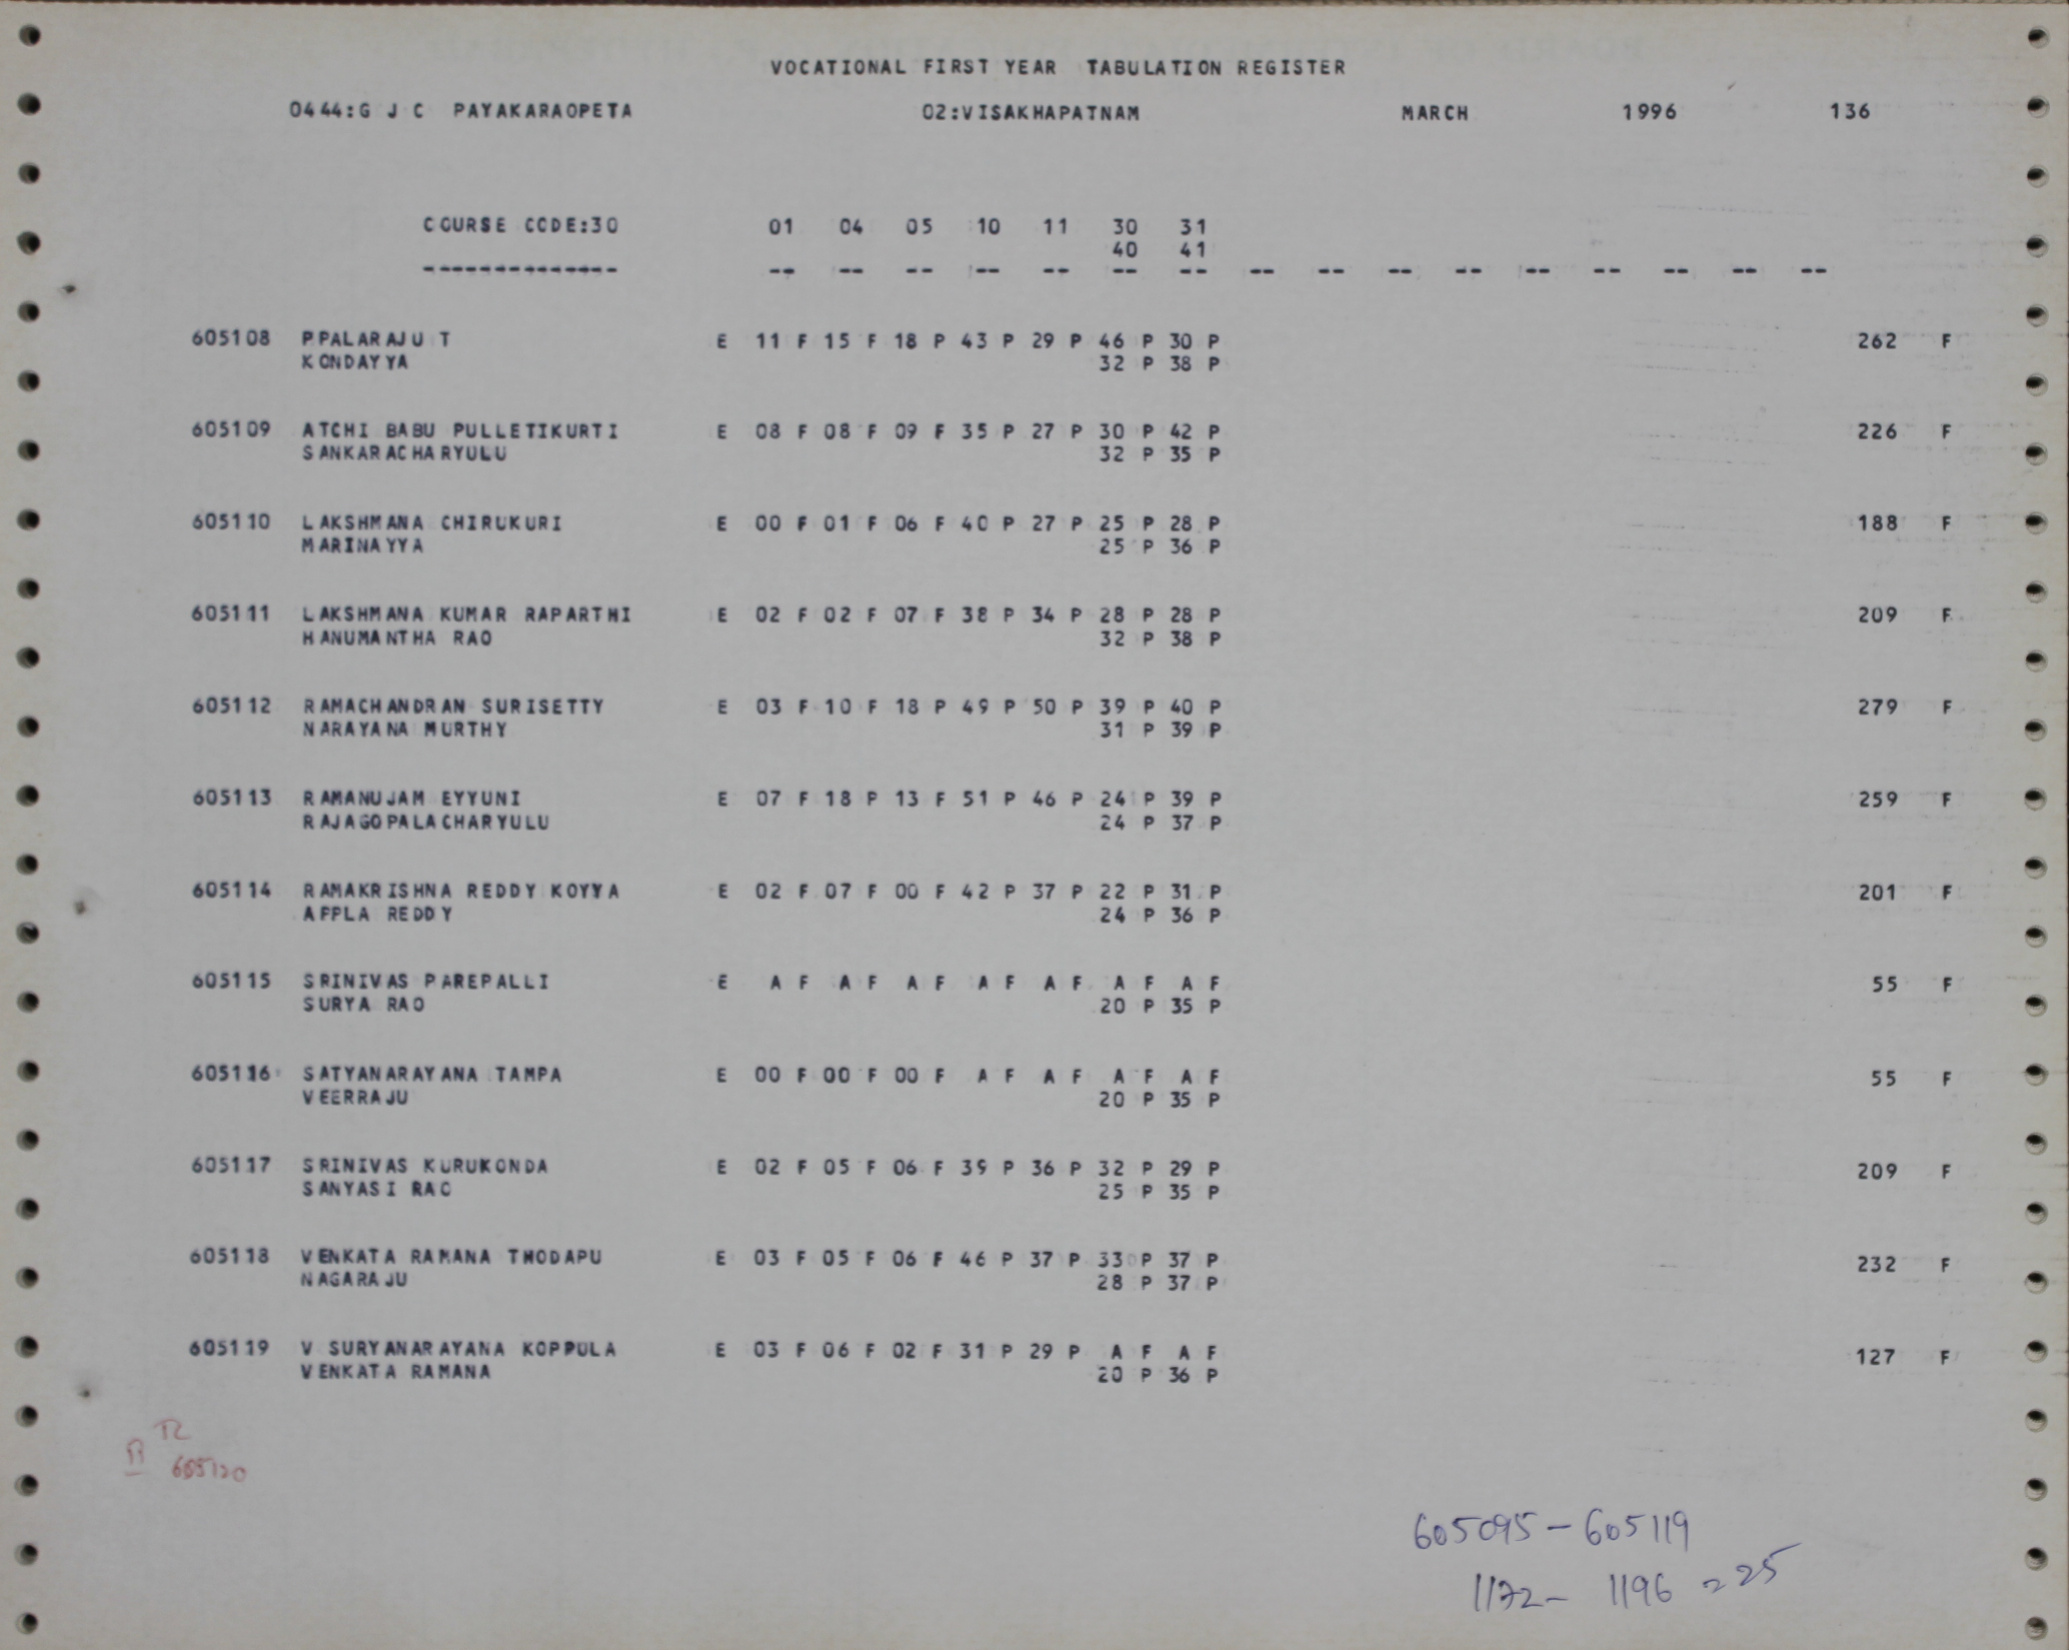 VOCATIONAL FIRST YEAR TABULATION REGISTER
0444:G J C PAYAKARAOPETA 02:VISAKHAPATNAM MARCH 1996 136
COURSE CODE:30 01 04 05 10 11 30 31
40 41
-------------- -- -- -- -- -- -- -- -- -- -- -- -- -- -- -- --
605108 PPALARAJU T E 11 F 15 F 18 P 43 P 29 P 46 P 30 P 262 F
KONDAYYA 32 P 38 P
605109 ATCHI BABU PULLETIKURTI E 08 F 08 F 09 F 35 P 27 P 30 P 42 P 226 F
SANKARACHARYULU 32 P 35 P
605110 LAKSHMANA CHIRUKURI E 00 F 01 F 06 F 40 P 27 P 25 P 28 P 188 F
MARINAYYA 25 P 36 P
605111 LAKSHMANA KUMAR RAPARTHI E 02 F 02 F 07 F 38 P 34 P 28 P 28 P 209 F
HANUMANTHA RAO 32 P 38 P
605112 RAMACHANDRAN SURISETTY E 03 F 10 F 18 P 49 P 50 P 39 P 40 P 279 F
NARAYANA MURTHY 31 P 39 P
605113 RAMANUJAM EYYUNI E 07 F 18 P 13 F 51 P 46 P 24 P 39 P 259 F
RAJAGOPALACHARYULU 24 P 37 P
605114 RAMAKRISHNA REDDY KOYYA E 02 F 07 F 00 F 42 P 37 P 22 P 31 P 201 F
APPLA REDDY 24 P 36 P
605115 SRINIVAS PAREPALLI E A F A F A F A F A F A F A F 55 F
SURYA RAO 20 P 35 P
605116 SATYANARAYANA TAMPA E 00 F 00 F 00 F A F A F A F A F 55 F
VEERRAJU 20 P 35 P
605117 SRINIVAS KURUKONDA E 02 F 05 F 06 F 39 P 36 P 32 P 29 P 209 F
SANYASI RAO 25 P 35 P
605118 VENKATA RAMANA THODAPU E 03 F 05 F 06 F 46 P 37 P 33 P 37 P 232 F
NAGARAJU 28 P 37 P
605119 V SURYANARAYANA KOPPULA E 03 F 06 F 02 F 31 P 29 P A F A F 127 F
VENKATA RAMANA 20 P 36 P
605120
605095 - 605119
1172 - 1196 = 25